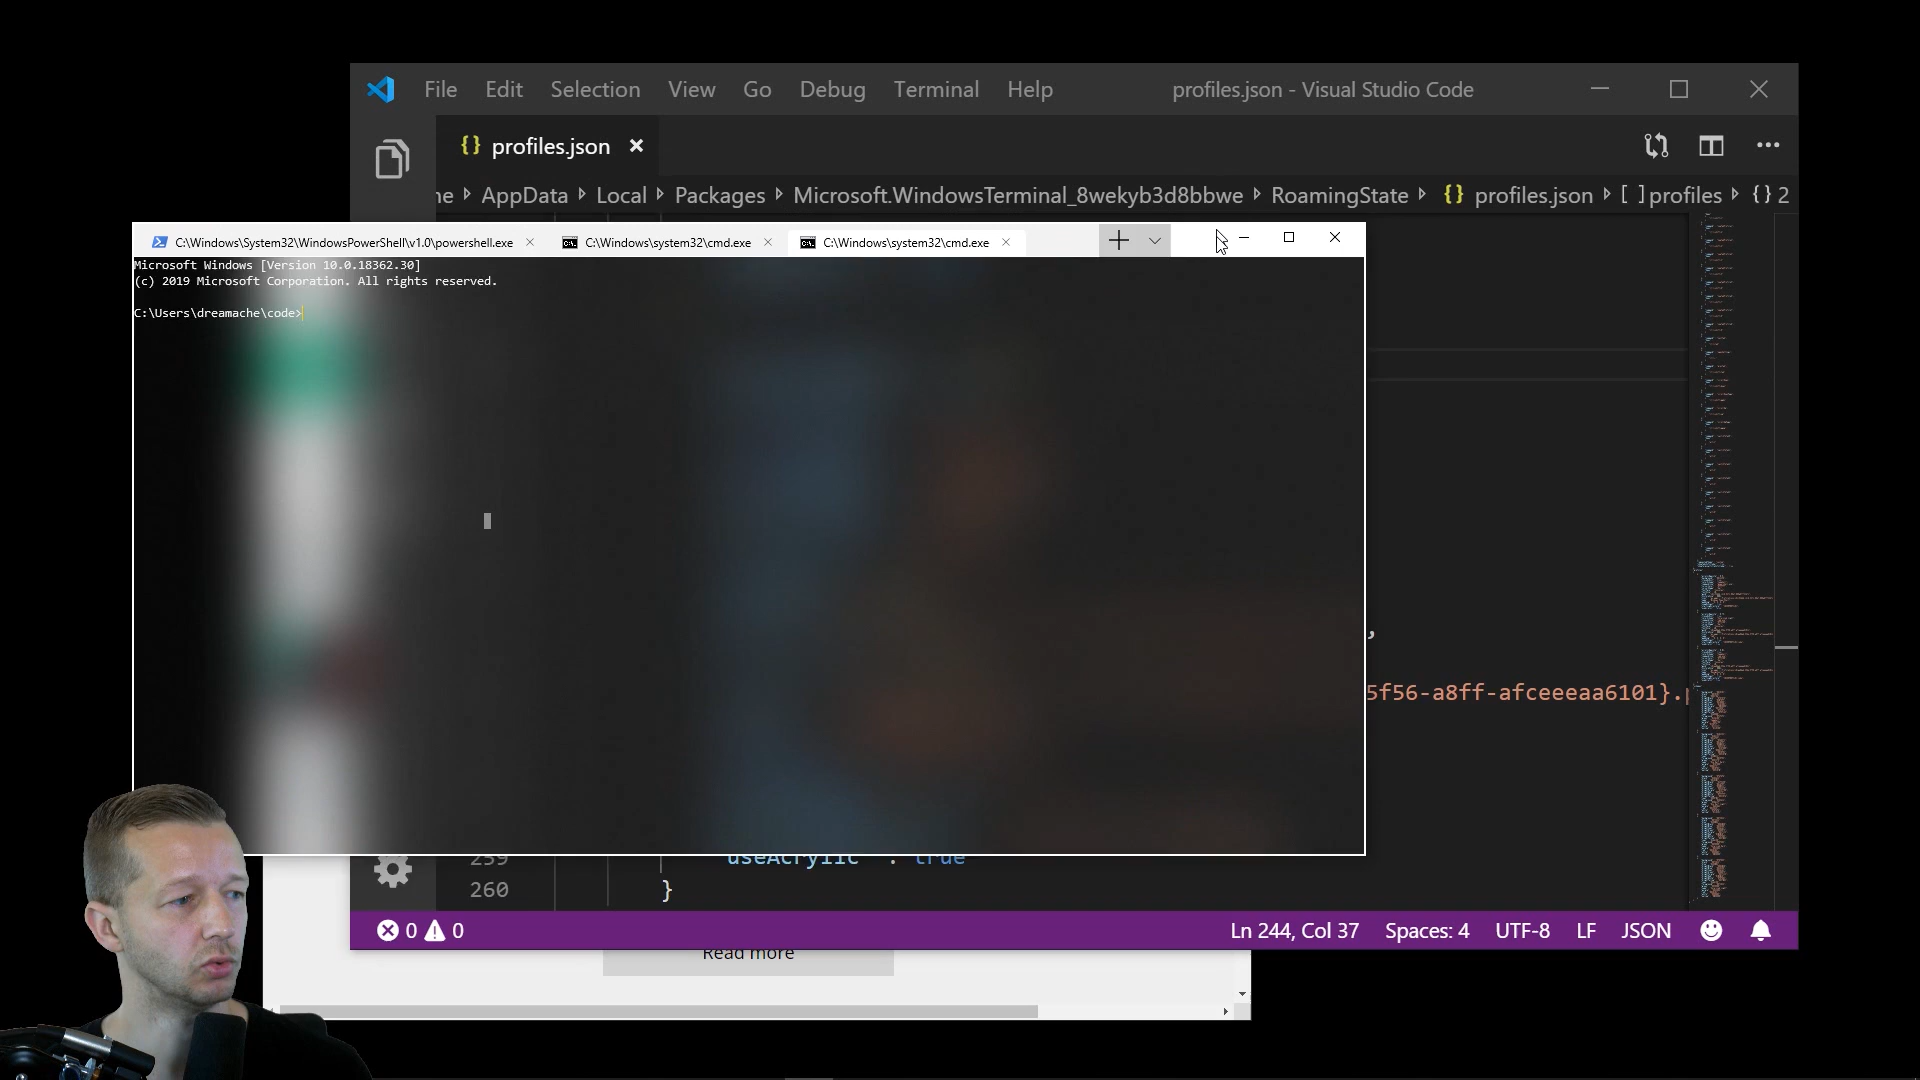 File Edit Selection View Go Debug Terminal Help profiles.json - Visual Studio Code
{} profiles.json
AppData Local Packages Microsoft.WindowsTerminal_8wekyb3d8bbwe RoamingState {} profiles.json [ ] profiles {} 2
C:\Windows\System32\WindowsPowerShell\v1.0\powershell.exe C:\Windows\system32\cmd.exe C:\Windows\system32\cmd.exe
Microsoft Windows [Version 10.0.18362.30]
(c) 2019 Microsoft Corporation. All rights reserved.
C:\Users\dreamache\code>
,
5f56-a8ff-afceeeaa6101}.
259 useAcrylic : true
260 }
0 0 Ln 244, Col 37 Spaces: 4 UTF-8 LF JSON
Read more